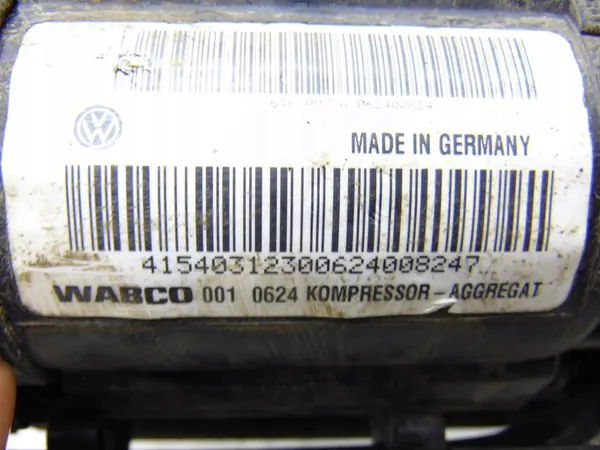 MADE IN GERMANY
41540312300624008247
WABCO 001 0624 KOMPRESSOR-AGGREGAT